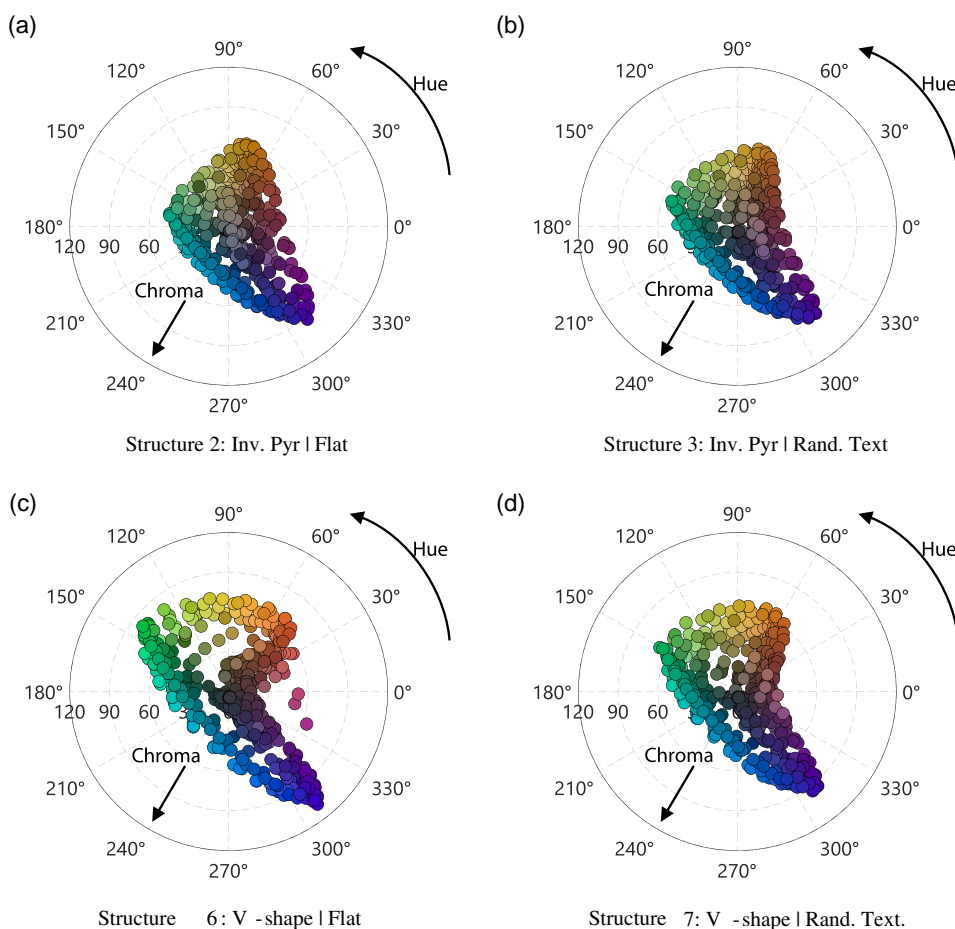 (a)
90°
120°
60°
Hue
150°
30°
180°
0°
120 90 60
Chroma
210°
330°
240°
300°
270°
Structure 2: Inv. Pyr | Flat
(b)
90°
120°
60°
Hue
150°
30°
180°
0°
120 90 60
Chroma
210°
330°
240°
300°
270°
Structure 3: Inv. Pyr | Rand. Text
(c)
90°
120°
60°
Hue
150°
30°
180°
0°
120 90 60
Chroma
210°
330°
240°
300°
270°
Structure 6: V -shape | Flat
(d)
90°
120°
60°
Hue
150°
30°
180°
0°
120 90 60
Chroma
210°
330°
240°
300°
270°
Structure 7: V -shape | Rand. Text.